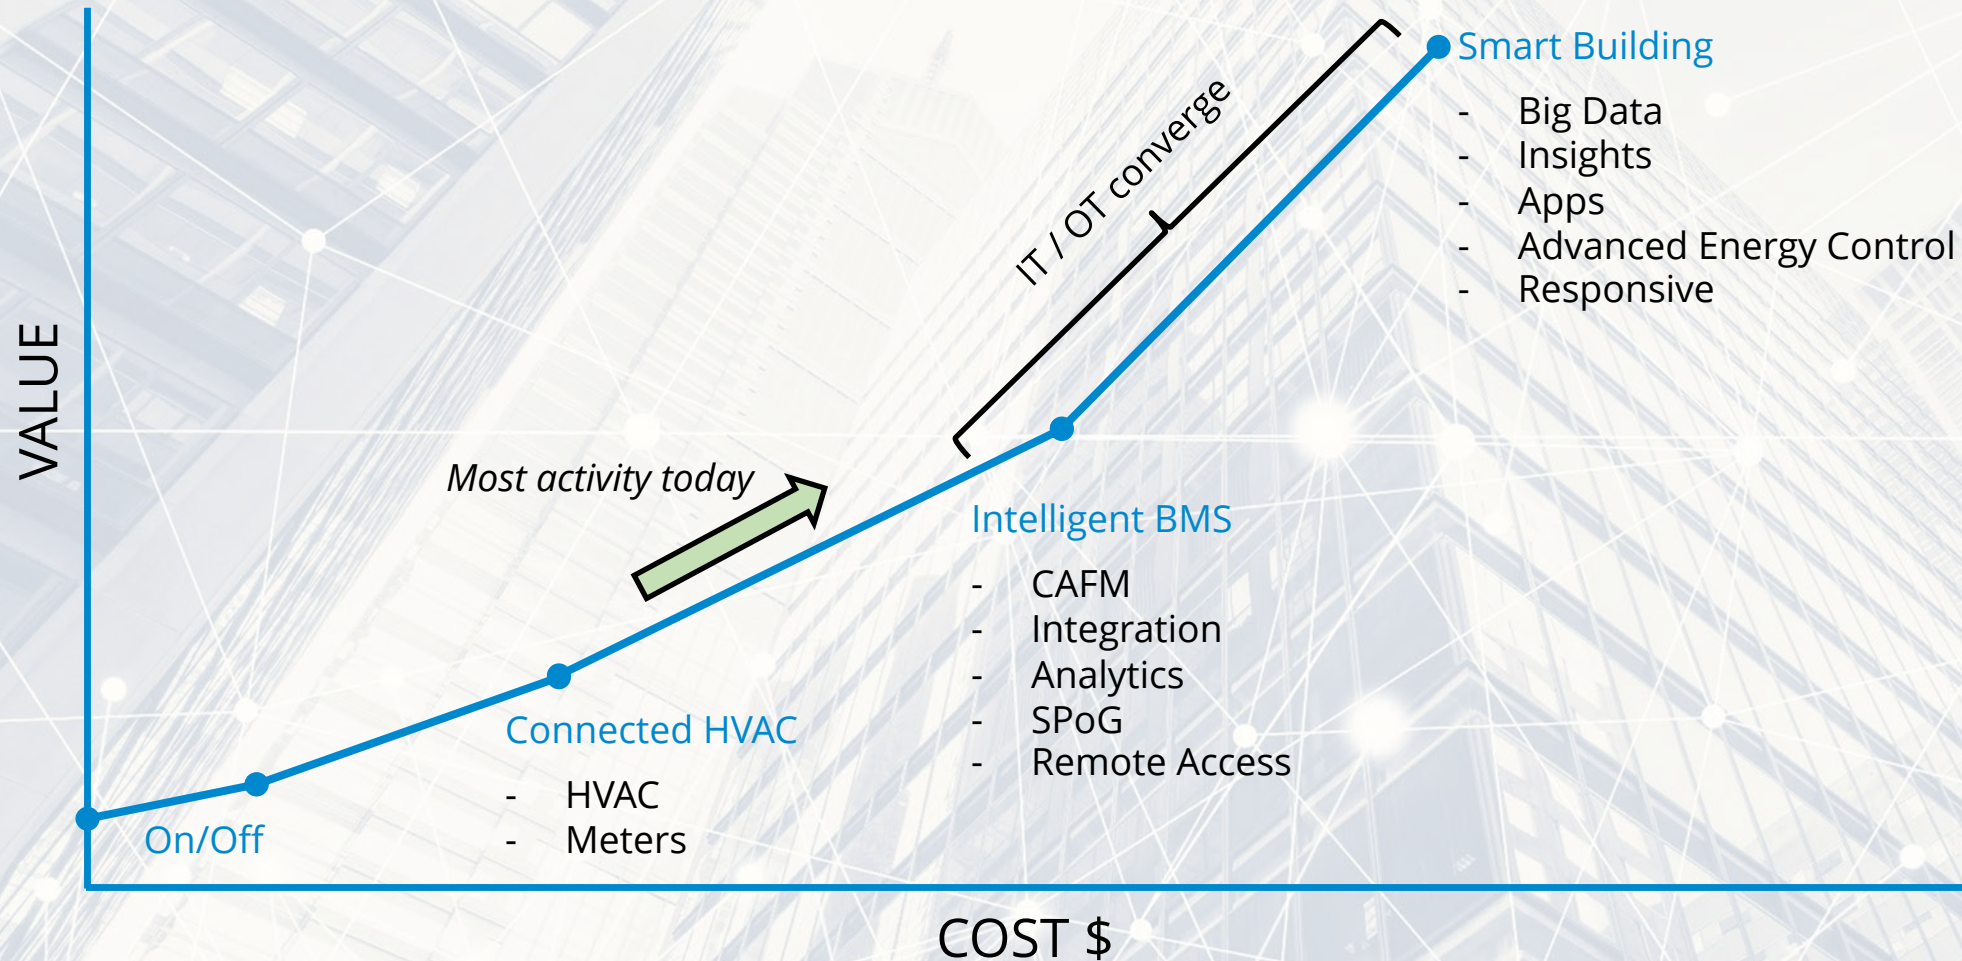 Smart Building
- Big Data
- Insights
- Apps
- Advanced Energy Control
- Responsive
IT / OT converge
VALUE
Most activity today
Intelligent BMS
- CAFM
- Integration
- Analytics
- SPoG
- Remote Access
Connected HVAC
- HVAC
- Meters
On/Off
COST $